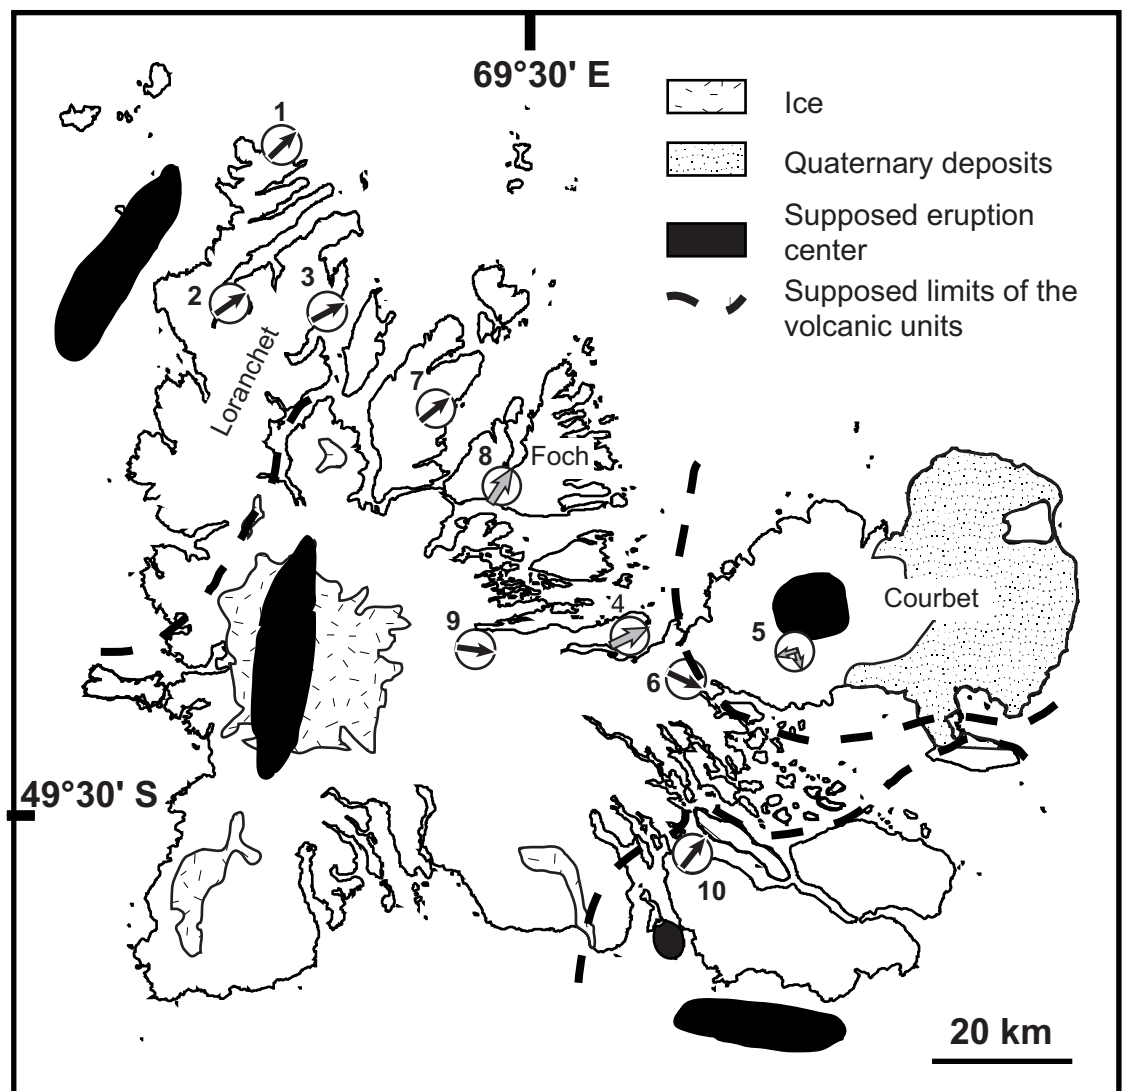 69°30' E
Ice
Quaternary deposits
Supposed eruption
center
Supposed limits of the
volcanic units
1
2
3
Loranchet
7
8
Foch
9
4
5
Courbet
6
49°30' S
10
20 km